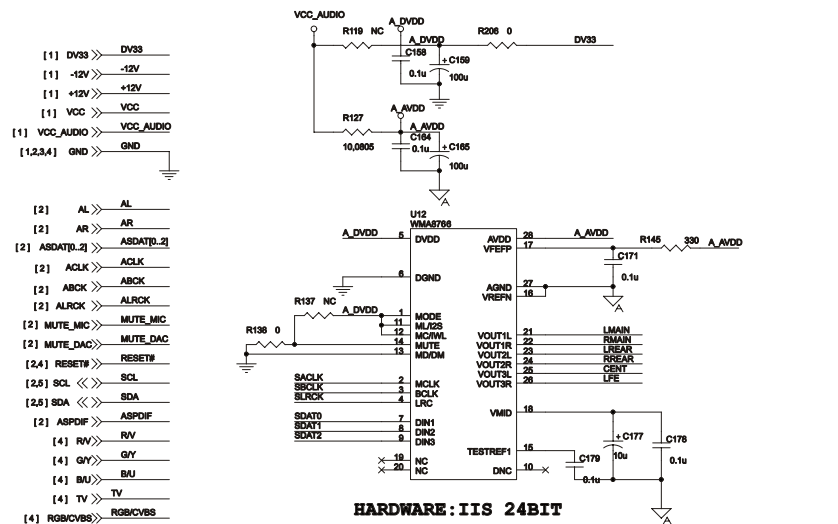 [1] DV33 DV33
[1] -12V -12V
[1] +12V +12V
[1] VCC VCC
[1] VCC_AUDIO VCC_AUDIO
[1,2,3,4] GND GND
[2] AL AL
[2] AR AR
[2] ASDAT[0..2] ASDAT[0..2]
[2] ACLK ACLK
[2] ABCK ABCK
[2] ALRCK ALRCK
[2] MUTE_MIC MUTE_MIC
[2] MUTE_DAC MUTE_DAC
[2,4] RESET# RESET#
[2,5] SCL SCL
[2,5] SDA SDA
[2] ASPDIF ASPDIF
[4] R/V R/V
[4] G/Y G/Y
[4] B/U B/U
[4] TV TV
[4] RGB/CVBS RGB/CVBS
VCC_AUDIO
A_DVDD
R119 NC
A_DVDD
R206 0
DV33
C158
0.1u
+ C159
100u
A_AVDD
R127
10,0805
A_AVDD
C164
0.1u
+ C165
100u
A
U12
WMA8766
A_DVDD
5 DVDD
6 DGND
R137 NC
A_DVDD
R138 0
1 MODE
11 ML/I2S
12 MC/IWL
14 MUTE
13 MD/DM
SACLK 2 MCLK
SBCLK 3 BCLK
SLRCK 4 LRC
SDAT0 7 DIN1
SDAT1 8 DIN2
SDAT2 9 DIN3
19 NC
20 NC
AVDD 28 A_AVDD
VFEFP 17
R145 330 A_AVDD
C171
0.1u
A
AGND 27
VREFN 16
VOUT1L 21 LMAIN
VOUT1R 22 RMAIN
VOUT2L 23 LREAR
VOUT2R 24 RREAR
VOUT3L 25 CENT
VOUT3R 26 LFE
VMID 18
TESTREF1 15
DNC 10
C179
0.1u
+ C177
10u
C178
0.1u
A
HARDWARE:IIS 24BIT